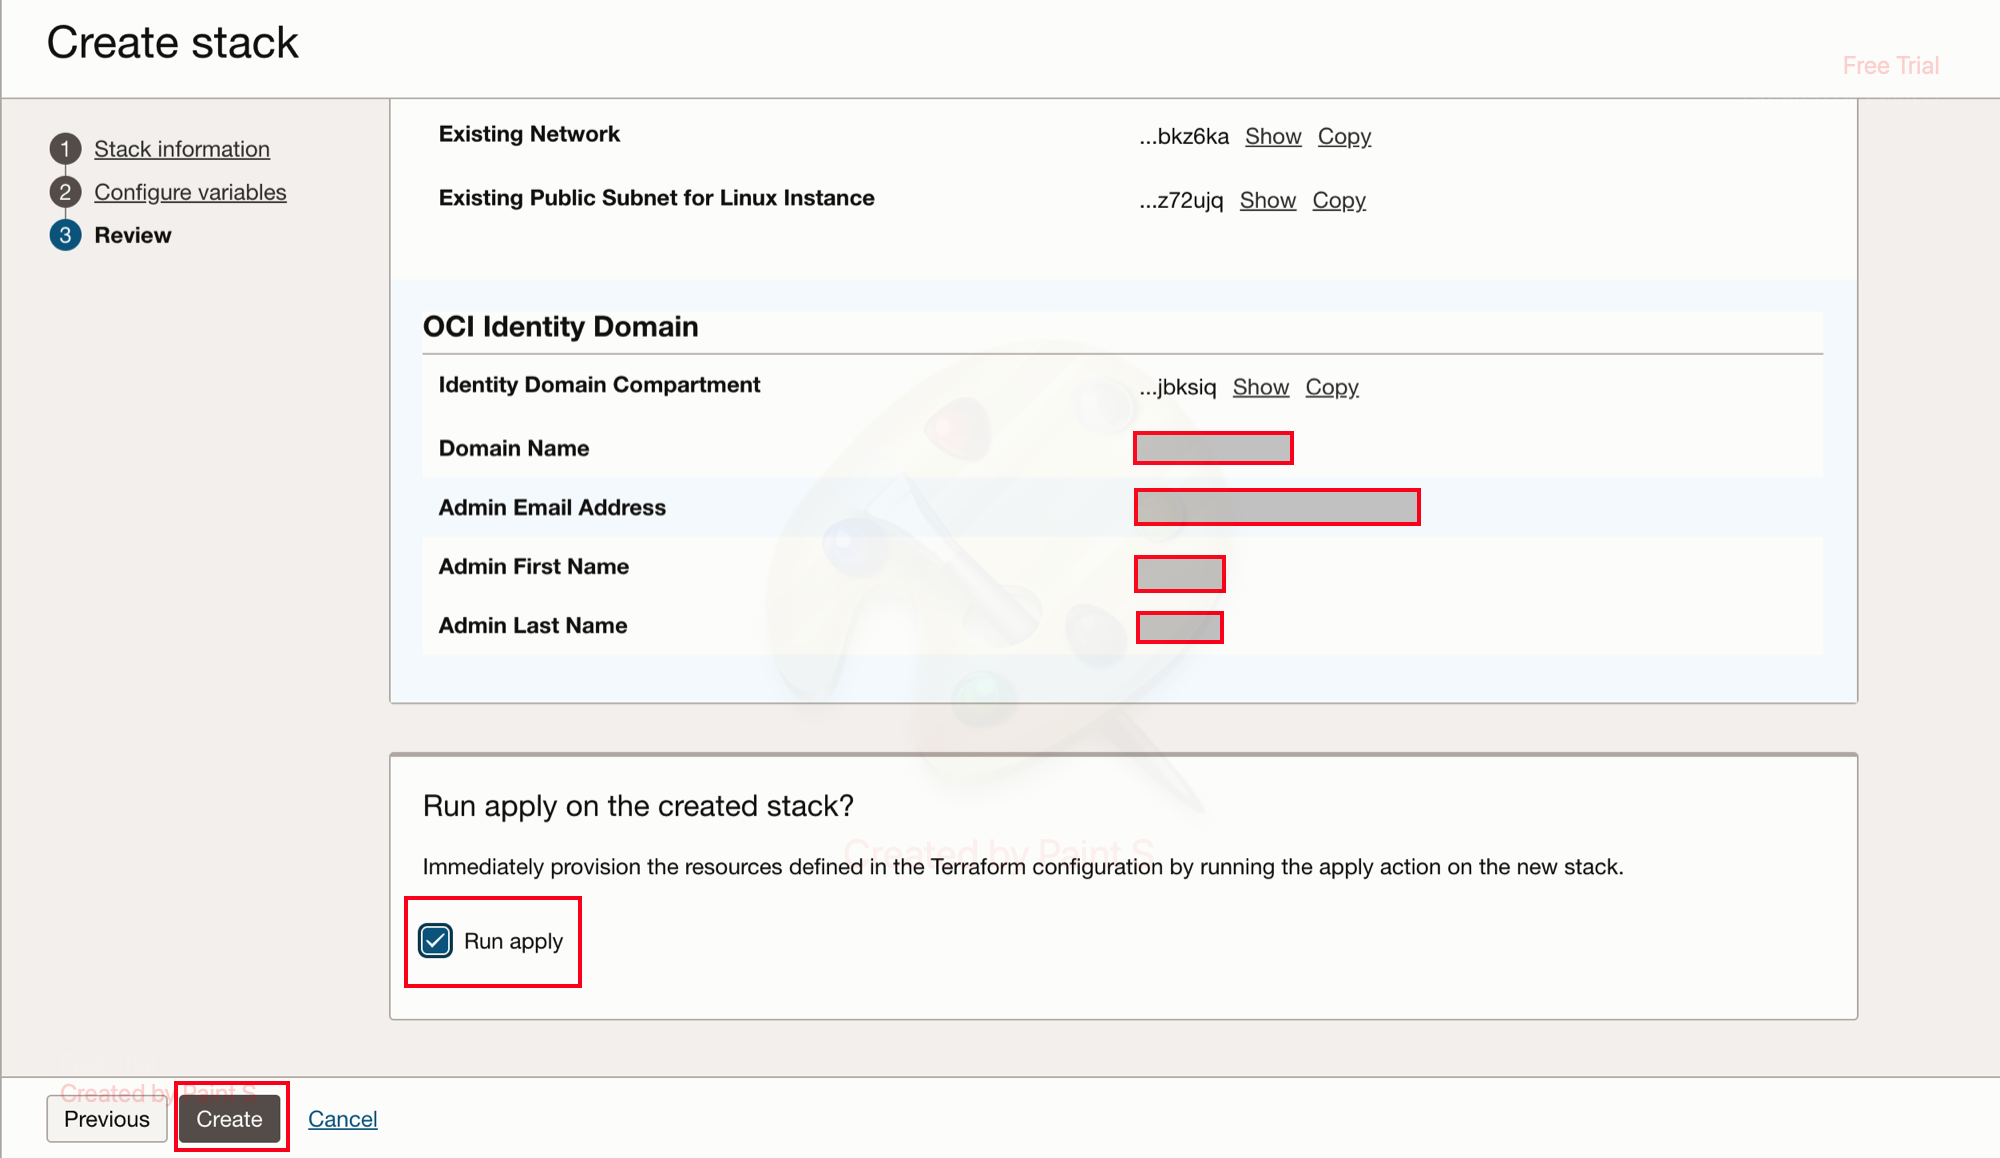 Create stack
Free Trial
1 Stack information
2 Configure variables
3 Review
Existing Network ...bkz6ka Show Copy
Existing Public Subnet for Linux Instance ...z72ujq Show Copy
OCI Identity Domain
Identity Domain Compartment ...jbksiq Show Copy
Domain Name
Admin Email Address
Admin First Name
Admin Last Name
Run apply on the created stack?
Created by Paint S
Immediately provision the resources defined in the Terraform configuration by running the apply action on the new stack.
Run apply
Created by Paint S
Previous Create Cancel